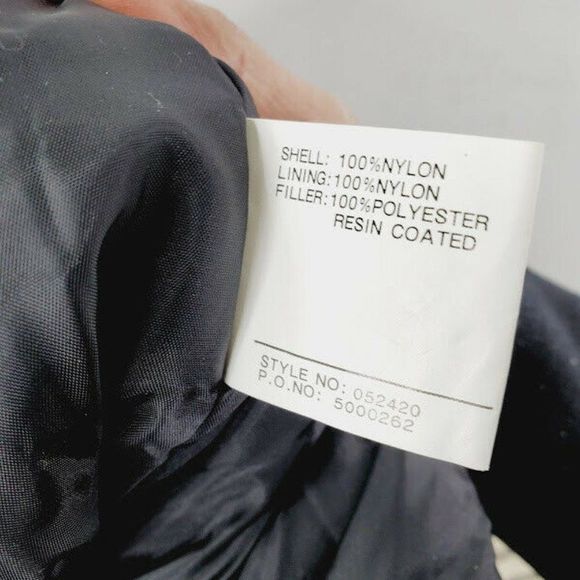 SHELL: 100%NYLON
LINING:100%NYLON
FILLER:100%POLYESTER
RESIN COATED
STYLE NO: 052420
P.O.NO: 5000262